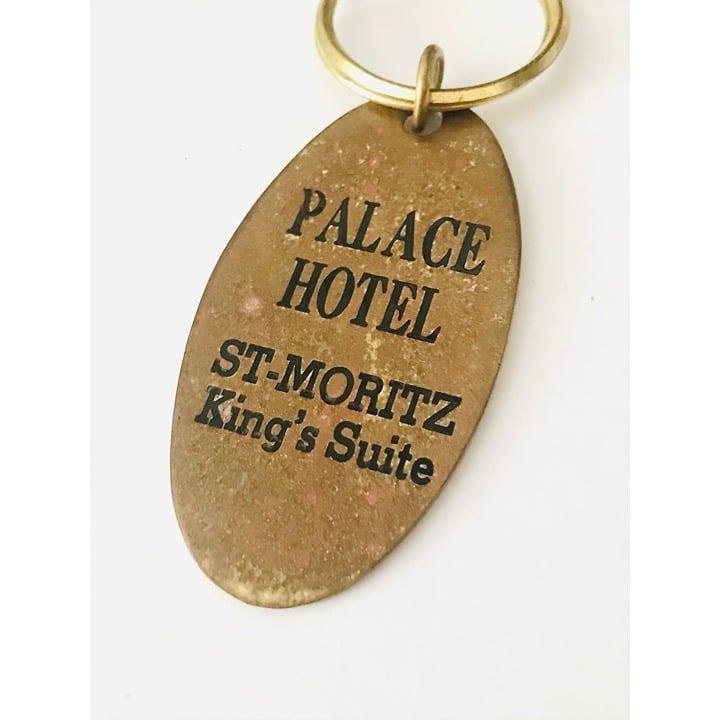 PALACE
HOTEL
ST-MORITZ
King's Suite